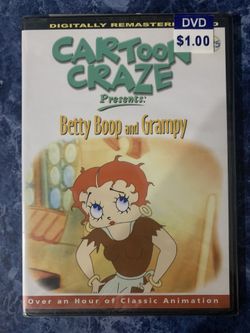 DIGITALLY REMASTERED
DVD
$1.00
CARTOON
CRAZE
Presents:
Betty Boop and Grampy
Over an Hour of Classic Animation